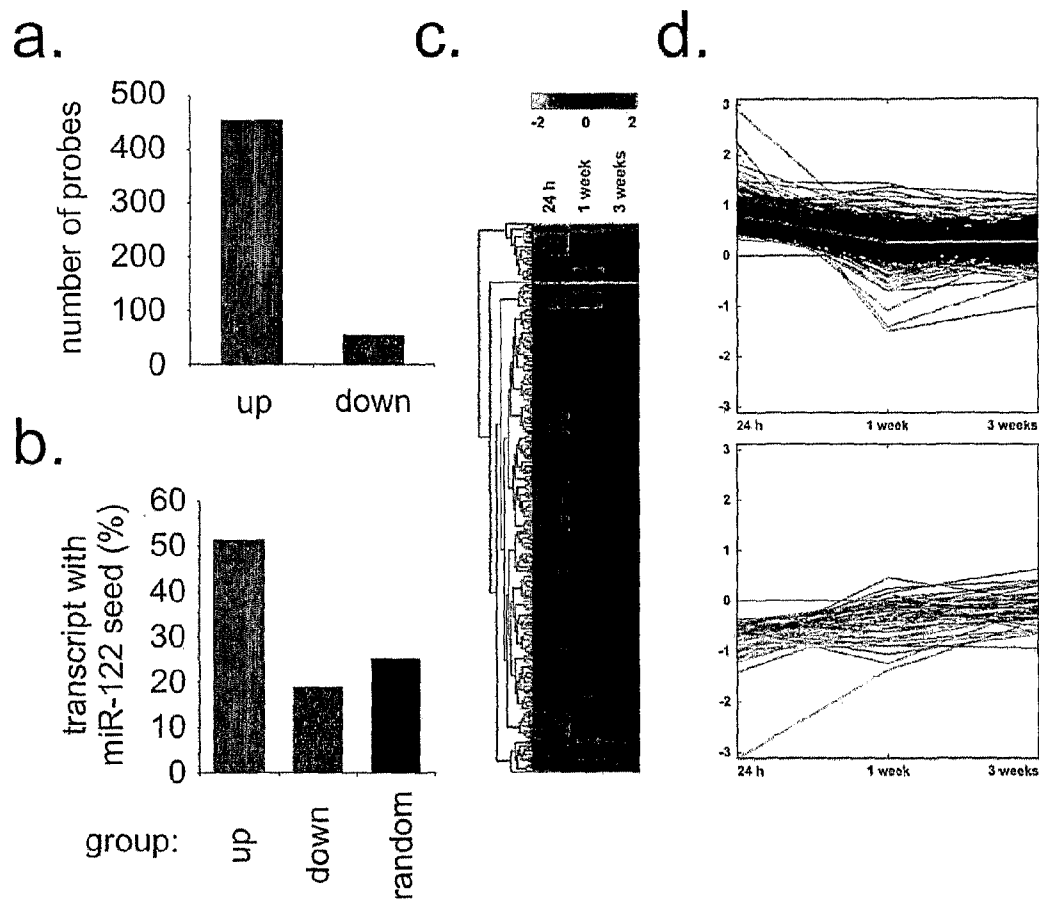 a.
500
400
300
200
100
0
number of probes
up
down
b.
60
50
40
30
20
10
0
transcript with
miR-122 seed (%)
group:
up
down
random
c.
-2 0 2
24 h
1 week
3 weeks
d.
3
2
1
0
-1
-2
-3
24 h 1 week 3 weeks
3
2
1
0
-1
-2
-3
24 h 1 week 3 weeks